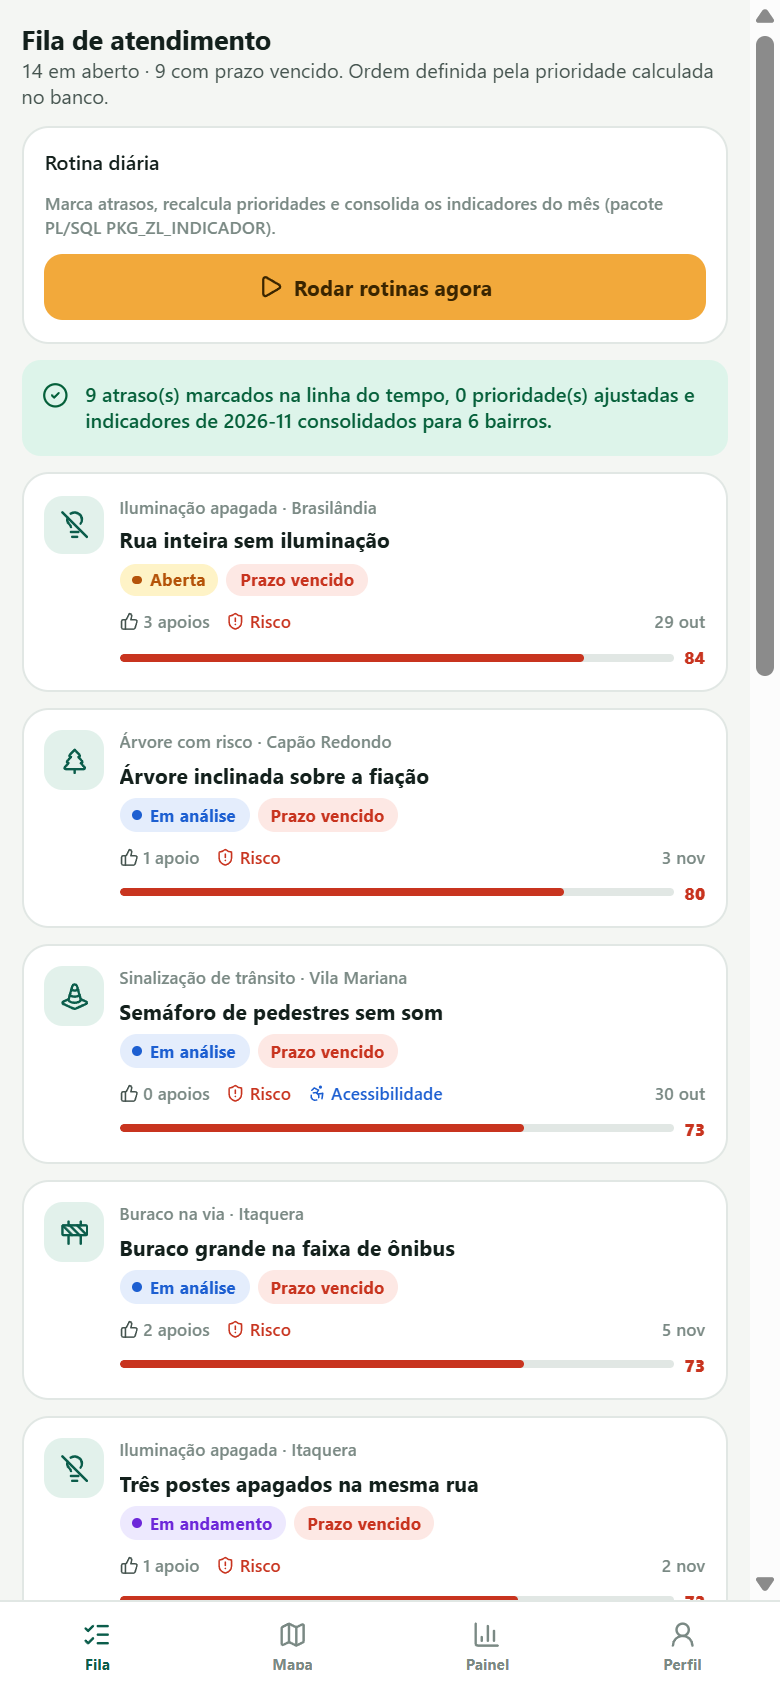 Fila de atendimento
14 em aberto · 9 com prazo vencido. Ordem definida pela prioridade calculada
no banco.
Rotina diária
Marca atrasos, recalcula prioridades e consolida os indicadores do mês (pacote
PL/SQL PKG_ZL_INDICADOR).
Rodar rotinas agora
9 atraso(s) marcados na linha do tempo, 0 prioridade(s) ajustadas e
indicadores de 2026-11 consolidados para 6 bairros.
Iluminação apagada · Brasilândia
Rua inteira sem iluminação
Aberta Prazo vencido
3 apoios Risco 29 out
84
Árvore com risco · Capão Redondo
Árvore inclinada sobre a fiação
Em análise Prazo vencido
1 apoio Risco 3 nov
80
Sinalização de trânsito · Vila Mariana
Semáforo de pedestres sem som
Em análise Prazo vencido
0 apoios Risco Acessibilidade 30 out
73
Buraco na via · Itaquera
Buraco grande na faixa de ônibus
Em análise Prazo vencido
2 apoios Risco 5 nov
73
Iluminação apagada · Itaquera
Três postes apagados na mesma rua
Em andamento Prazo vencido
1 apoio Risco 2 nov
Fila Mapa Painel Perfil